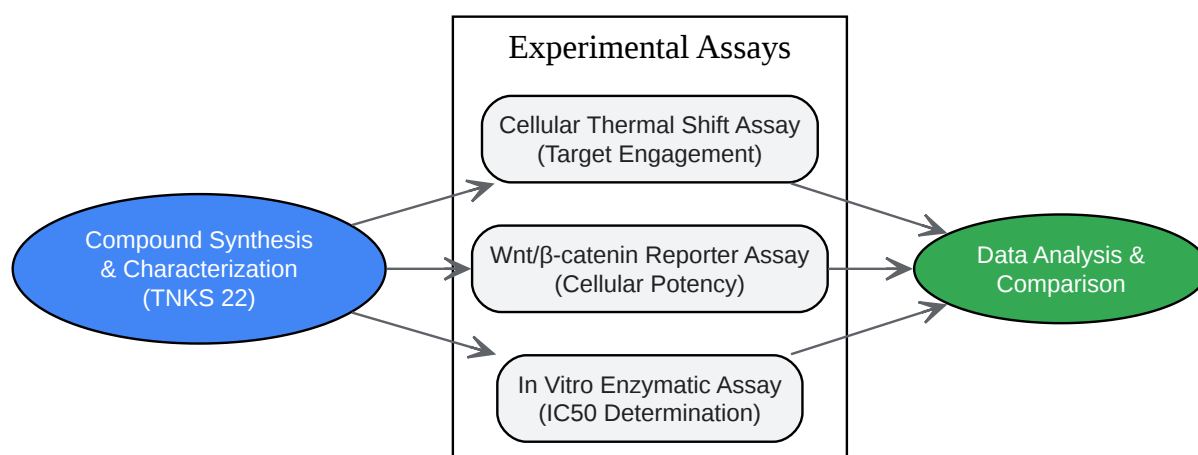 Experimental Assays
Compound Synthesis
& Characterization
(TNKS 22)
Cellular Thermal Shift Assay
(Target Engagement)
Wnt/β-catenin Reporter Assay
(Cellular Potency)
In Vitro Enzymatic Assay
(IC50 Determination)
Data Analysis &
Comparison